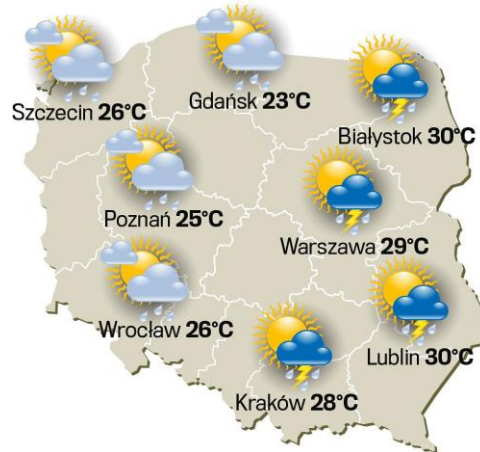 Szczecin 26°C
Gdańsk 23°C
Białystok 30°C
Poznań 25°C
Warszawa 29°C
Wrocław 26°C
Lublin 30°C
Kraków 28°C